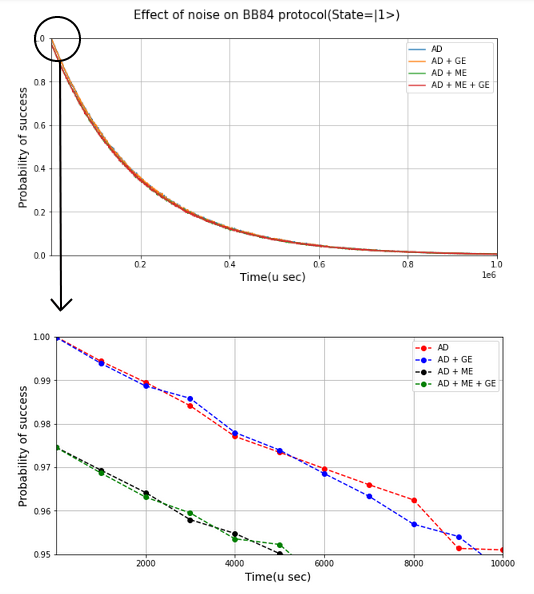 Effect of noise on BB84 protocol(State=|1>)
Probability of success
.0
0.8
0.6
0.4
0.2
0.0
AD
AD + GE
AD + ME
AD + ME + GE
0.2
0.4
0.6
0.8
1.0
1e6
Time(u sec)
Probability of success
1.00
0.99
0.98
0.97
0.96
0.95
AD
AD + GE
AD + ME
AD + ME + GE
2000
4000
6000
8000
10000
Time(u sec)